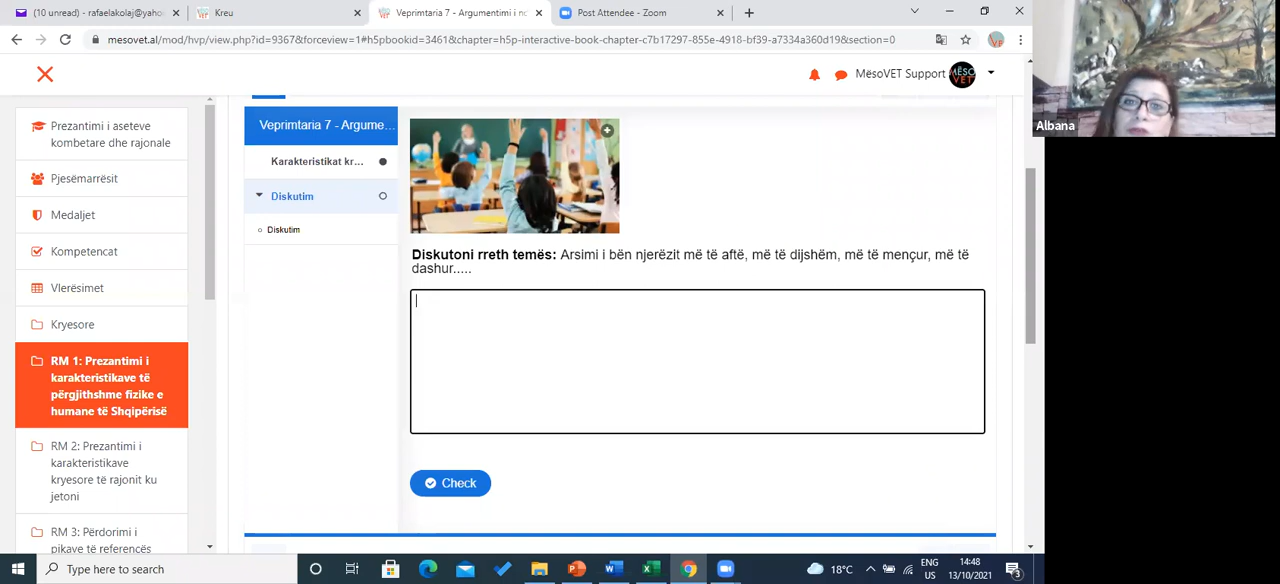 (10 unread) - rafaelakolaj@yaho
Kreu
Veprimtaria 7 - Argumentimi i nd
Post Attendee - Zoom
mesovet.al/mod/hvp/view.php?id=9367&forceview=1#h5pbookid=3461&chapter=h5p-interactive-book-chapter-c7b17297-855e-4918-bf39-a7334a360d19&section=0
MësoVET Support
MËSO
VET
Albana
Prezantimi i aseteve
kombetare dhe rajonale
Pjesëmarrësit
Medaljet
Kompetencat
Vlerësimet
Kryesore
RM 1: Prezantimi i
karakteristikave të
përgjithshme fizike e
humane të Shqipërisë
RM 2: Prezantimi i
karakteristikave
kryesore të rajonit ku
jetoni
RM 3: Përdorimi i
pikave të referencës
Veprimtaria 7 - Argume...
Karakteristikat kr...
Diskutim
Diskutim
Diskutoni rreth temës: Arsimi i bën njerëzit më të aftë, më të dijshëm, më të mençur, më të
dashur.....
Check
Type here to search
18°C
ENG
US
14:48
13/10/2021
3